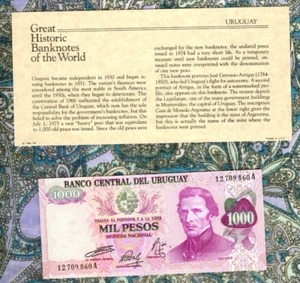 Great
Historic
Banknotes
of the World
Uruguay became independent in 1830 and began is-
suing banknotes in 1831. The nation's finances were
considered among the most stable in South America
until the 1950s, when they began to deteriorate. The
constitution of 1966 authorized the establishment of
the Central Bank of Uruguay, which now has the sole
responsibility for the government's banknotes, but this
failed to solve the problem of increasing inflation. On
July 1, 1975 a new "heavy" peso that was equivalent
to 1,000 old pesos was issued. Since the old pesos were
URUGUAY
exchanged for the new banknotes, the undated pesos
issued in 1974 had a very short life. As a temporary
measure until new banknotes could be printed, un-
issued notes were overprinted with the denomination
of one new peso.
This banknote portrays José Gervasio Artigas (1764-
1850), who led Uruguay's fight for autonomy. A second
portrait of Artigas, in the form of a watermarked pro-
file, also appears on this banknote. The reverse depicts
the Legislature, one of the many government buildings
in Montevideo, the capital of Uruguay. The inscription
Casa de Moneda-Argentina at the lower right gives the
impression that the building is the mint of Argentina,
but this is actually the name of the mint where the
banknotes were printed.
BANCO CENTRAL DEL URUGUAY
1000
12709860A
PAGARA AL PORTADOR Y A LA VISTA
MIL PESOS
MONEDA NACIONAL
1000
12709860A